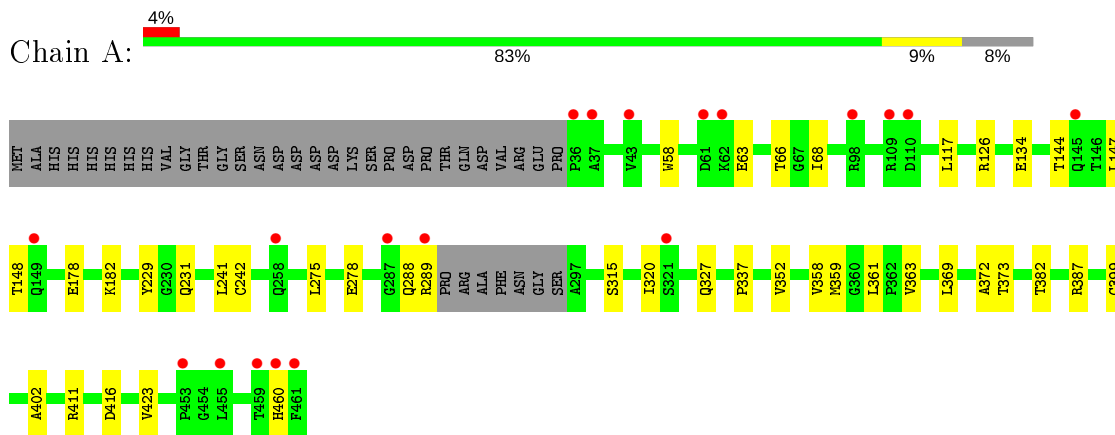 4%
Chain A:
83% 9% 8%
MET ALA HIS HIS HIS HIS HIS HIS VAL GLY THR GLY SER ASN ASP ASP ASP ASP LYS SER PRO ASP PRO THR GLN ASP VAL ARG GLU PRO P36 A37 V43 W58 D61 K62 E63 T66 G67 I68 R98 R109 D110 L117 R126 E134 T144 Q145 T146 L147
T148 Q149 E178 K182 Y229 G230 Q231 L241 C242 Q258 L275 E278 G287 Q288 R289 PRO ARG ALA PHE ASN GLY SER A297 S315 I320 S321 Q327 P337 V352 V358 M359 G360 L361 P362 V363 L369 A372 T373 T382 R387 C399
A402 R411 D416 V423 P453 G454 L455 T459 H460 F461